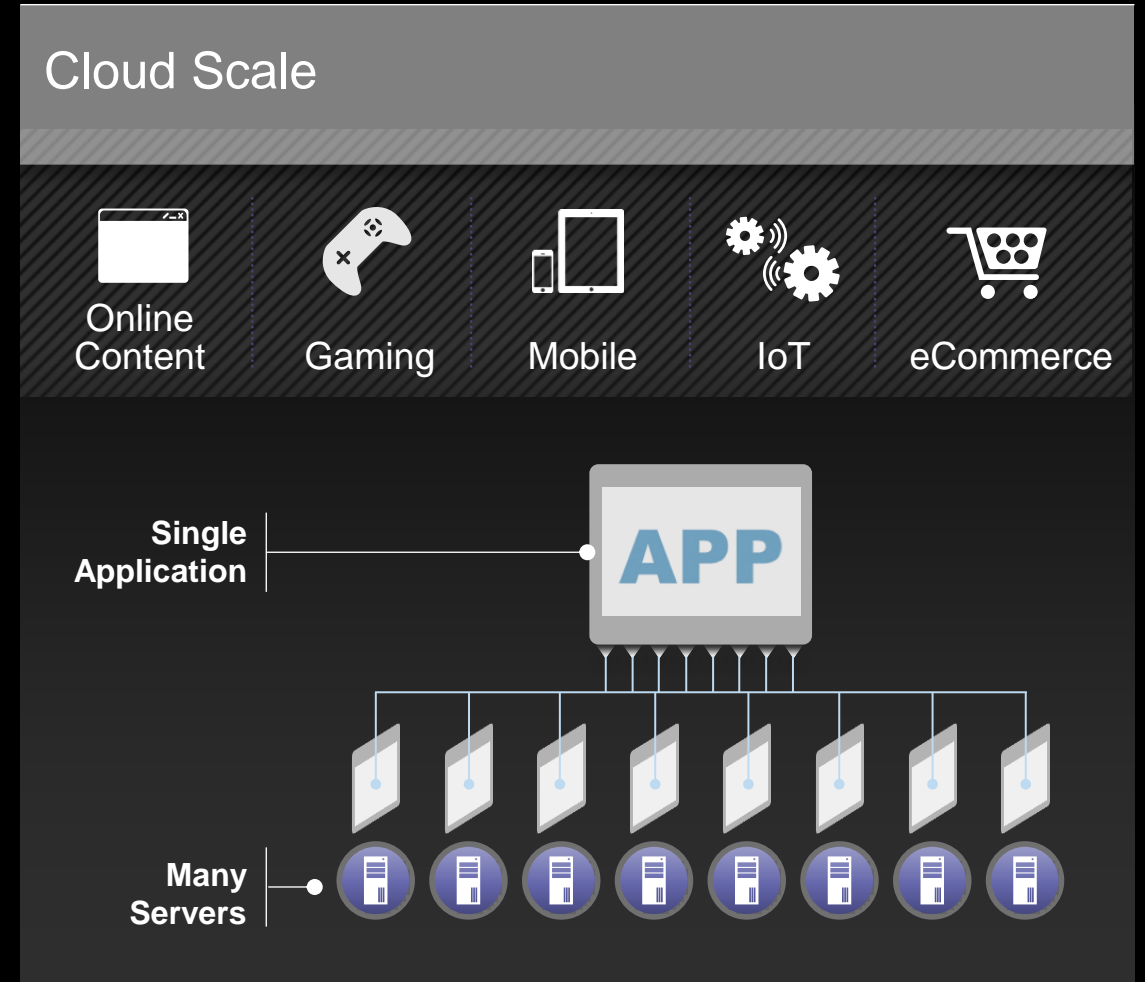 Cloud Scale
Online
Content
Gaming
Mobile
IoT
eCommerce
Single
Application
APP
Many
Servers